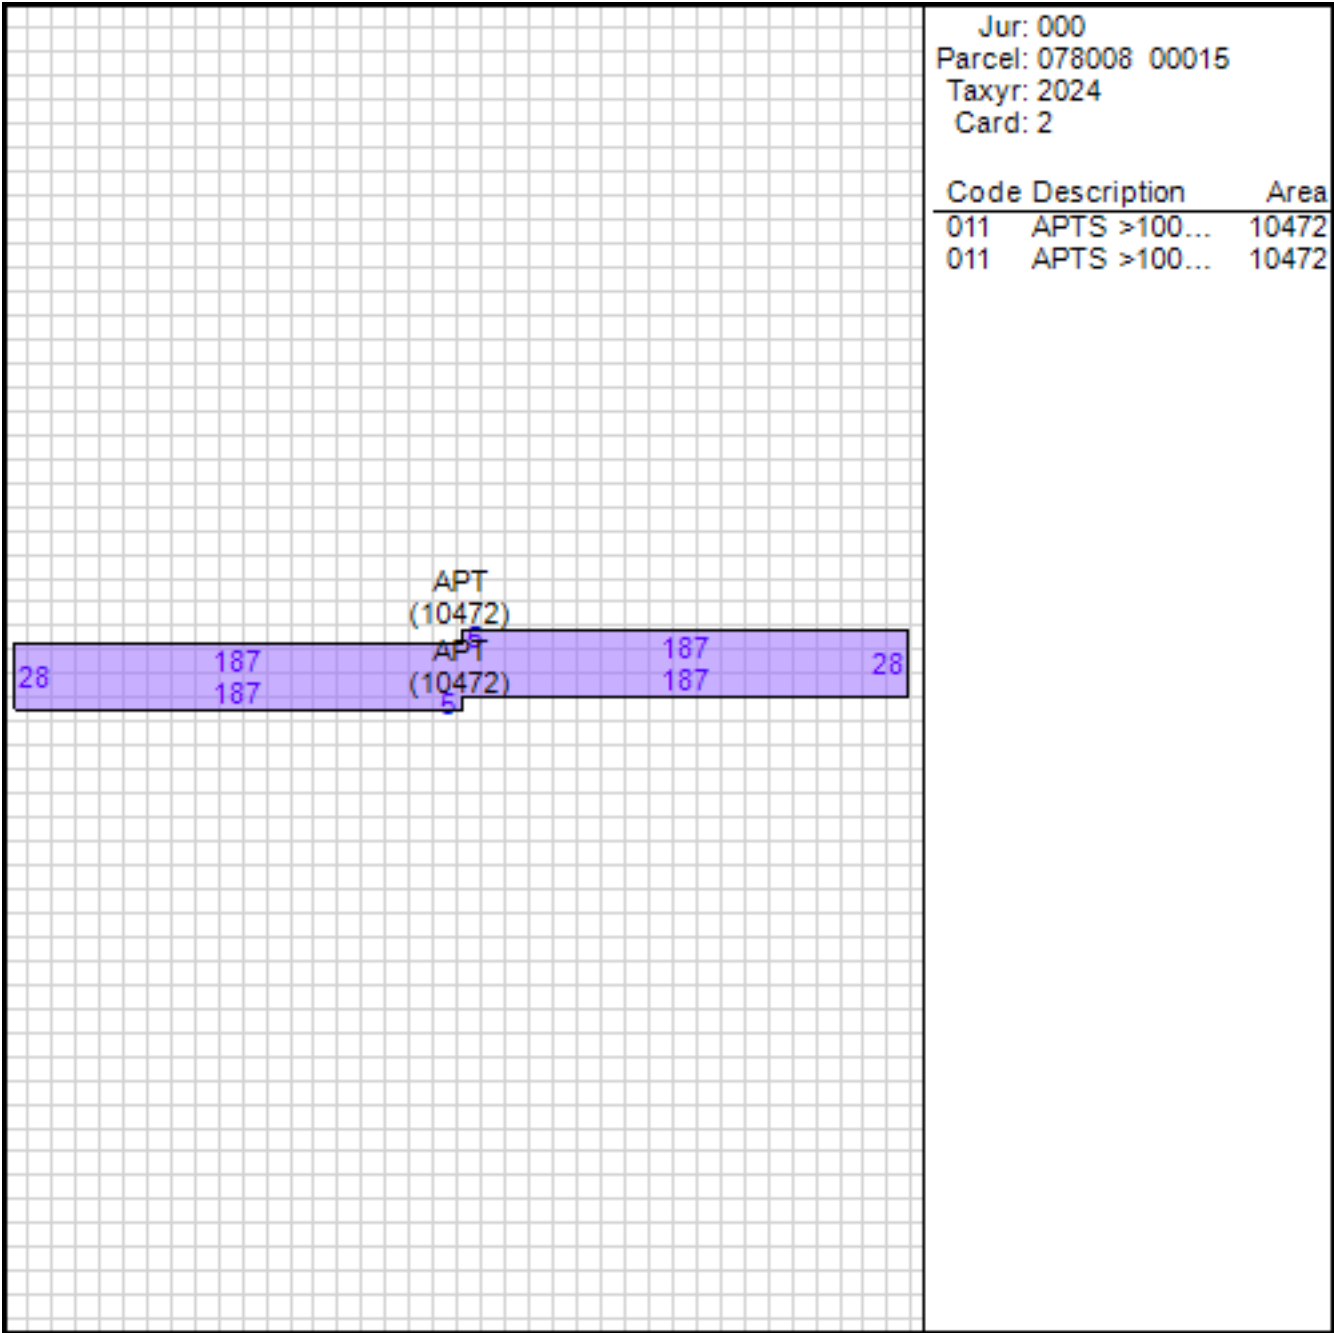 Jur: 000
Parcel: 078008 00015
Taxyr: 2024
Card: 2
Code Description Area
011 APTS >100... 10472
011 APTS >100... 10472
APT
(10472)
5
187
187
28
28
187
187
APT
(10472)
5